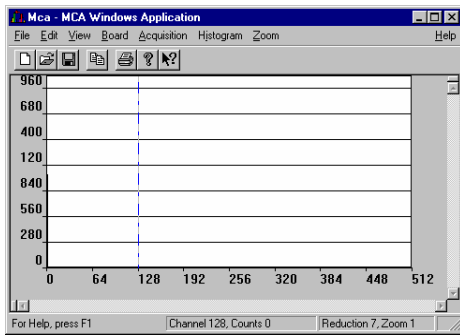 Mca - MCA Windows Application
File Edit View Board Acquisition Histogram Zoom Help
960
680
400
120
840
560
280
0
0 64 128 192 256 320 384 448 512
For Help, press F1 Channel 128, Counts 0 Reduction 7, Zoom 1